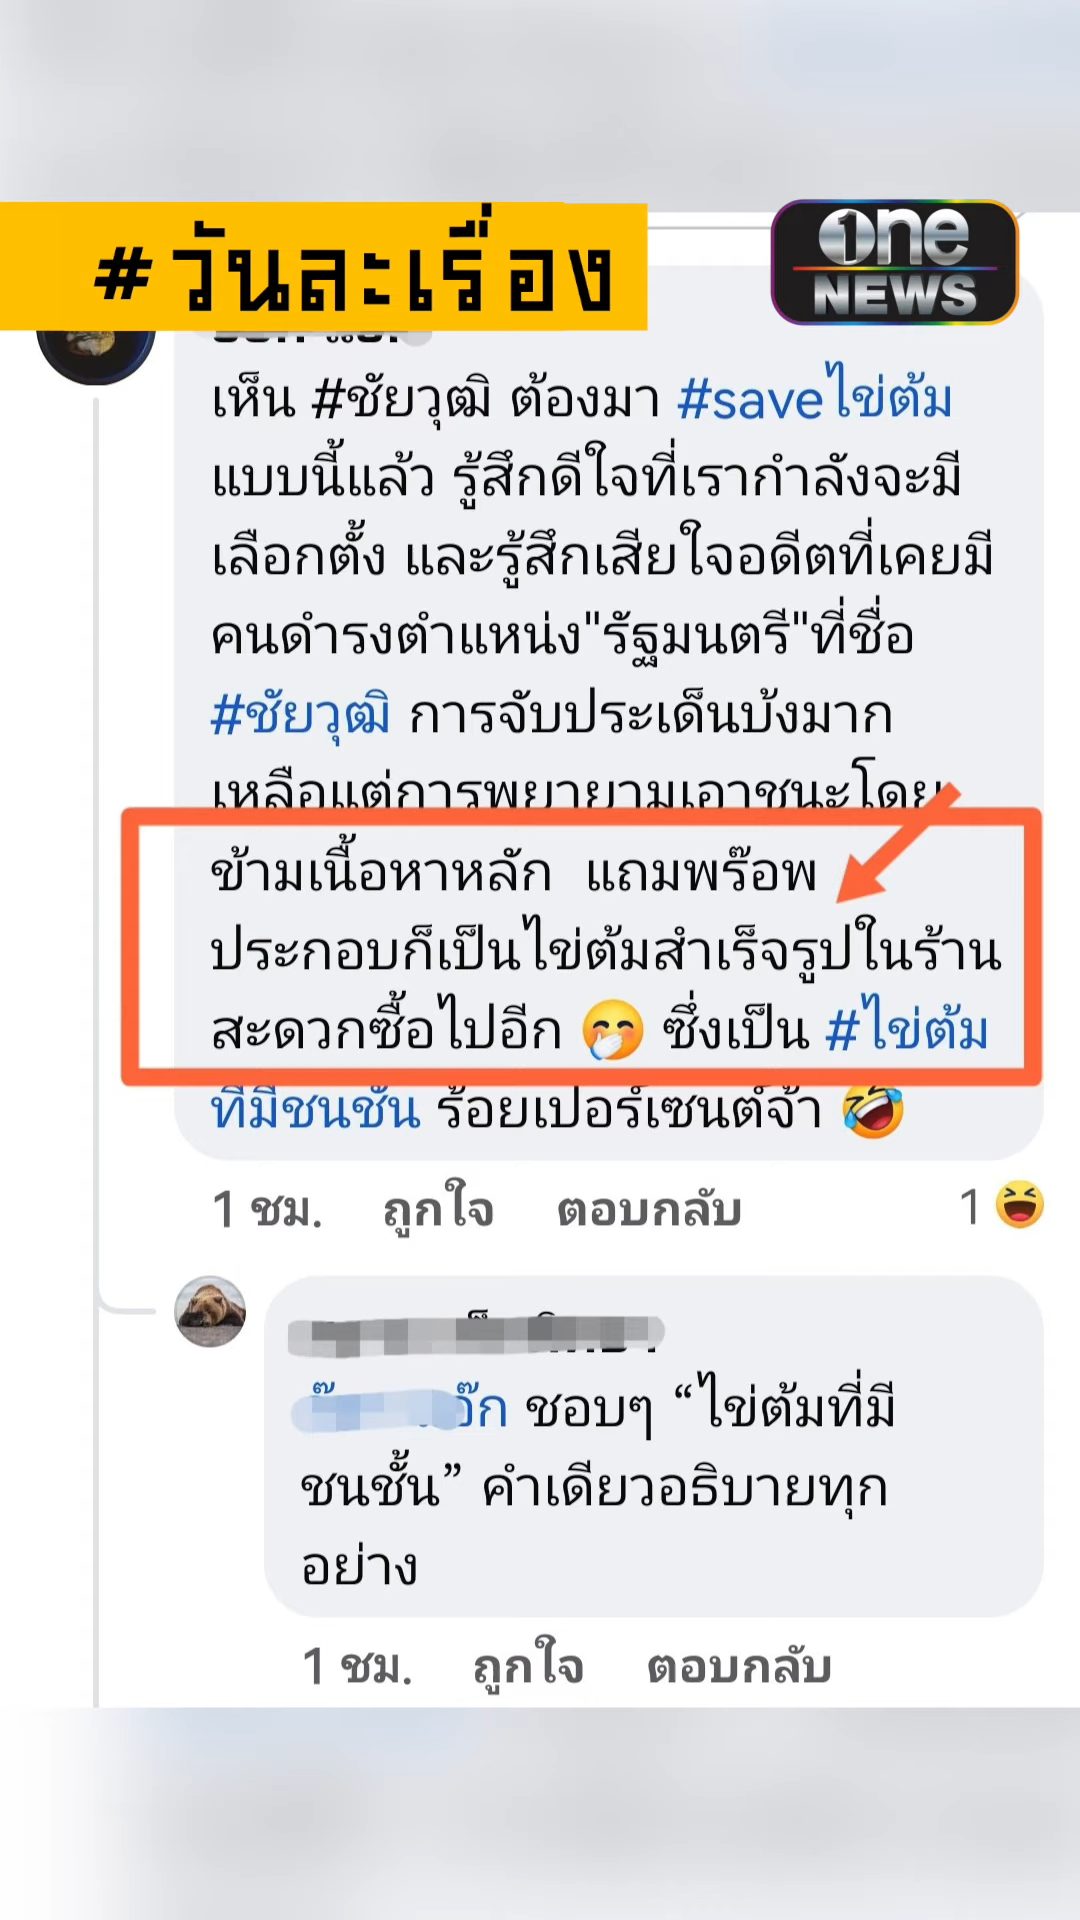 #วันละเรื่อง
one
NEWS
เห็น #ชัยวุฒิ ต้องมา #saveไข่ต้ม
แบบนี้แล้ว รู้สึกดีใจที่เรากำลังจะมี
เลือกตั้ง และรู้สึกเสียใจอดีตที่เคยมี
คนดำรงตำแหน่ง"รัฐมนตรี"ที่ชื่อ
#ชัยวุฒิ การจับประเด็นบ้งมาก
เหลือแต่การพยายามเอาชนะโดย
ข้ามเนื้อหาหลัก แถมพร๊อพ
ประกอบก็เป็นไข่ต้มสำเร็จรูปในร้าน
สะดวกซื้อไปอีก 🤭 ซึ่งเป็น #ไข่ต้ม
ที่มีชนชั้น ร้อยเปอร์เซนต์จ้า 🤣
1 ชม. ถูกใจ ตอบกลับ 1 😆
ชอบๆ “ไข่ต้มที่มี
ชนชั้น” คำเดียวอธิบายทุก
อย่าง
1 ชม. ถูกใจ ตอบกลับ